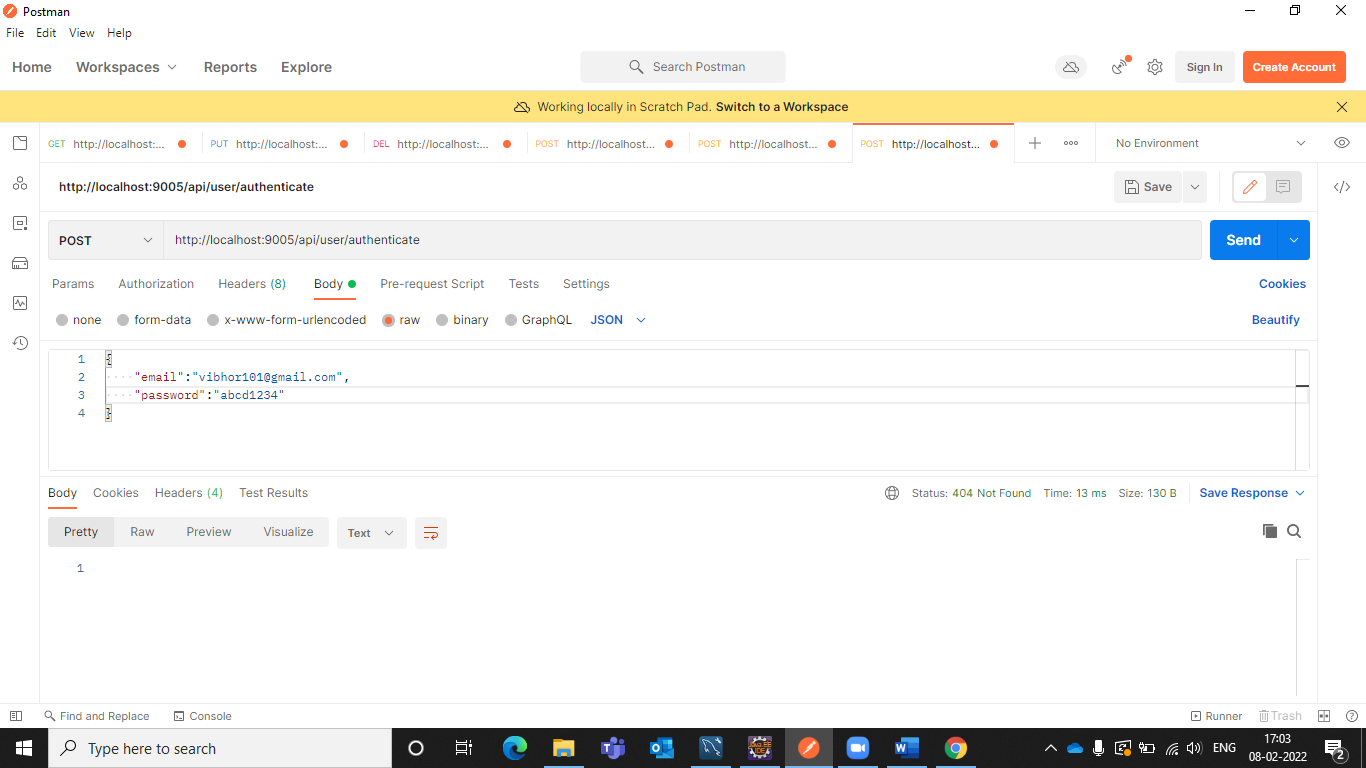 Postman
File Edit View Help
Home Workspaces Reports Explore Search Postman Sign In Create Account
Working locally in Scratch Pad. Switch to a Workspace
GET http://localhost:... PUT http://localhost:... DEL http://localhost:... POST http://localhost... POST http://localhost:... POST http://localhost... No Environment
http://localhost:9005/api/user/authenticate Save
POST http://localhost:9005/api/user/authenticate Send
Params Authorization Headers (8) Body Pre-request Script Tests Settings Cookies
none form-data x-www-form-urlencoded raw binary GraphQL JSON Beautify
1 {
2 "email":"vibhor101@gmail.com",
3 "password":"abcd1234"
4 }
Body Cookies Headers (4) Test Results Status: 404 Not Found Time: 13 ms Size: 130 B Save Response
Pretty Raw Preview Visualize Text
1
Find and Replace Console Runner Trash
Type here to search ENG 17:03
08-02-2022 2